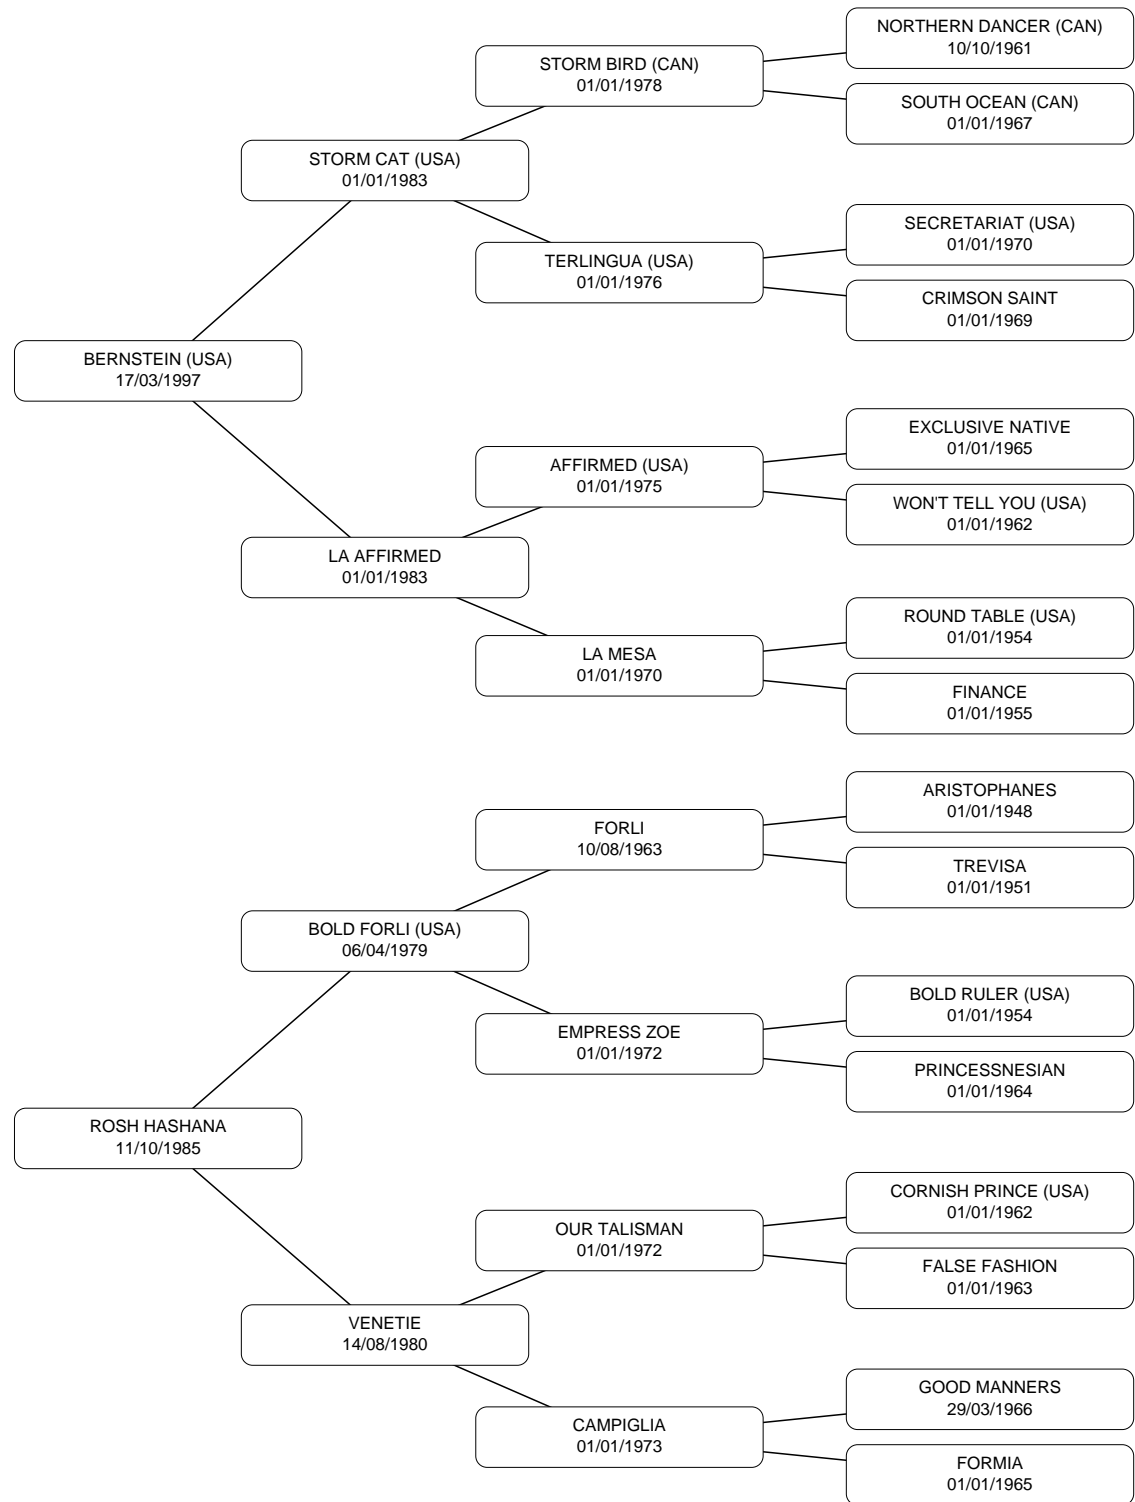 NORTHERN DANCER (CAN)
10/10/1961
STORM BIRD (CAN)
01/01/1978
SOUTH OCEAN (CAN)
01/01/1967
STORM CAT (USA)
01/01/1983
SECRETARIAT (USA)
01/01/1970
TERLINGUA (USA)
01/01/1976
CRIMSON SAINT
01/01/1969
BERNSTEIN (USA)
17/03/1997
EXCLUSIVE NATIVE
01/01/1965
AFFIRMED (USA)
01/01/1975
WON'T TELL YOU (USA)
01/01/1962
LA AFFIRMED
01/01/1983
ROUND TABLE (USA)
01/01/1954
LA MESA
01/01/1970
FINANCE
01/01/1955
ARISTOPHANES
01/01/1948
FORLI
10/08/1963
TREVISA
01/01/1951
BOLD FORLI (USA)
06/04/1979
BOLD RULER (USA)
01/01/1954
EMPRESS ZOE
01/01/1972
PRINCESSNESIAN
01/01/1964
ROSH HASHANA
11/10/1985
CORNISH PRINCE (USA)
01/01/1962
OUR TALISMAN
01/01/1972
FALSE FASHION
01/01/1963
VENETIE
14/08/1980
GOOD MANNERS
29/03/1966
CAMPIGLIA
01/01/1973
FORMIA
01/01/1965